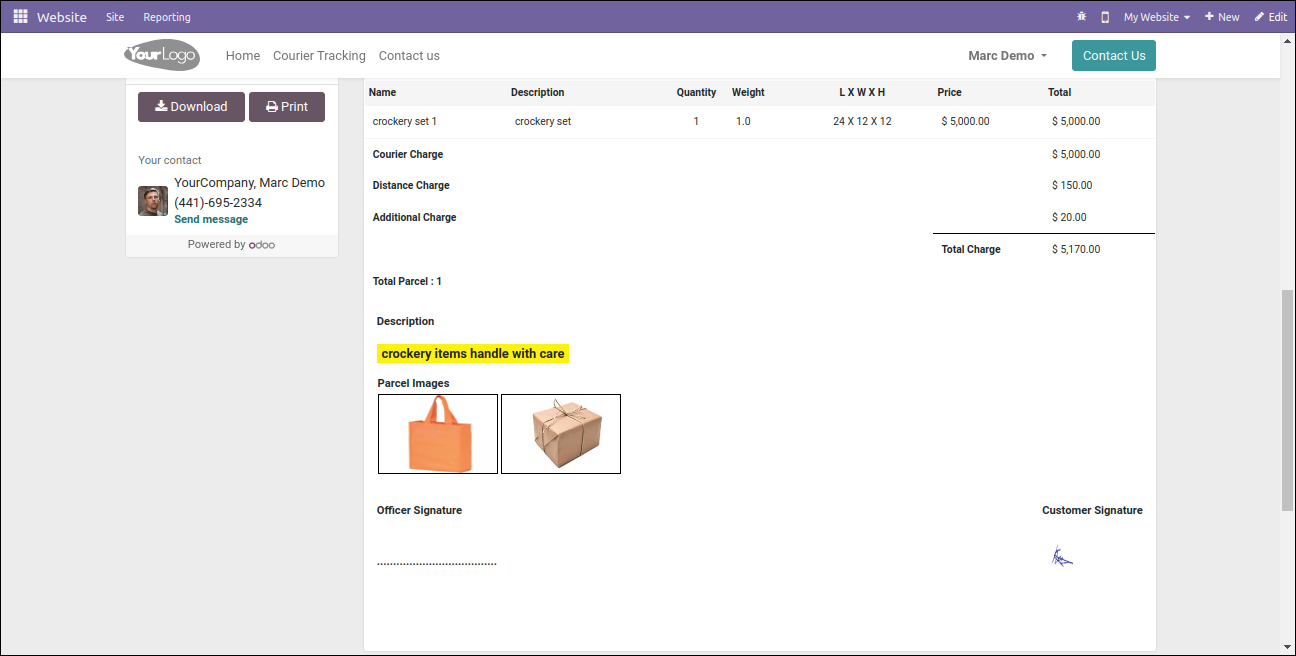 Website Site Reporting My Website New Edit
YourLogo Home Courier Tracking Contact us Marc Demo Contact Us
Download Print
Your contact
YourCompany, Marc Demo
(441)-695-2334
Send message
Powered by odoo
Name Description Quantity Weight L X W X H Price Total
crockery set 1 crockery set 1 1.0 24 X 12 X 12 $ 5,000.00 $ 5,000.00
Courier Charge $ 5,000.00
Distance Charge $ 150.00
Additional Charge $ 20.00
Total Charge $ 5,170.00
Total Parcel : 1
Description
crockery items handle with care
Parcel Images
Officer Signature Customer Signature
.....................................